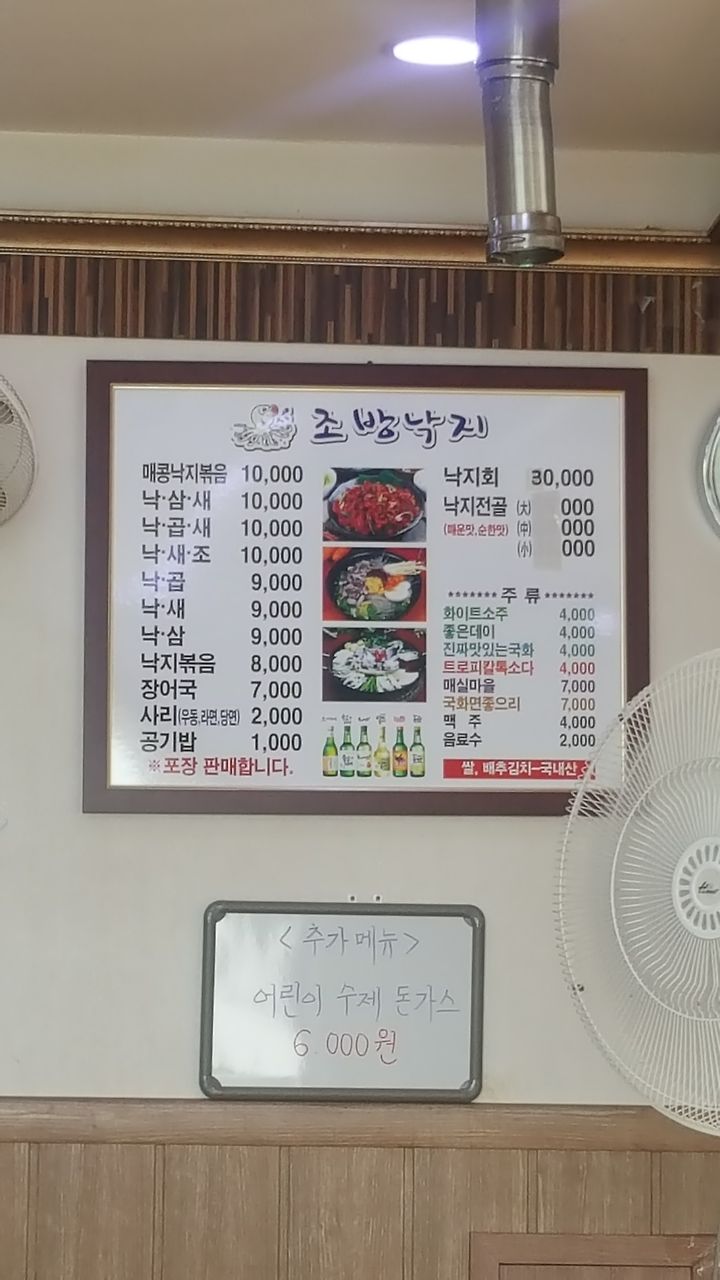 조방낙지
매콩낙지볶음 10,000
낙·삼·새 10,000
낙·곱·새 10,000
낙·새·조 10,000
낙·곱 9,000
낙·새 9,000
낙·삼 9,000
낙지볶음 8,000
장어국 7,000
사리(우동,라면,당면) 2,000
공기밥 1,000
※포장 판매합니다.
낙지회 30,000
낙지전골 (大) 000
(매운맛,순한맛) (中) 000
(小) 000
******* 주 류 *******
화이트소주 4,000
좋은데이 4,000
진짜맛있는국화 4,000
트로피칼톡소다 4,000
매실마을 7,000
국화면좋으리 7,000
맥 주 4,000
음료수 2,000
쌀, 배추김치-국내산
<추가메뉴>
어린이 수제 돈가스
6.000원